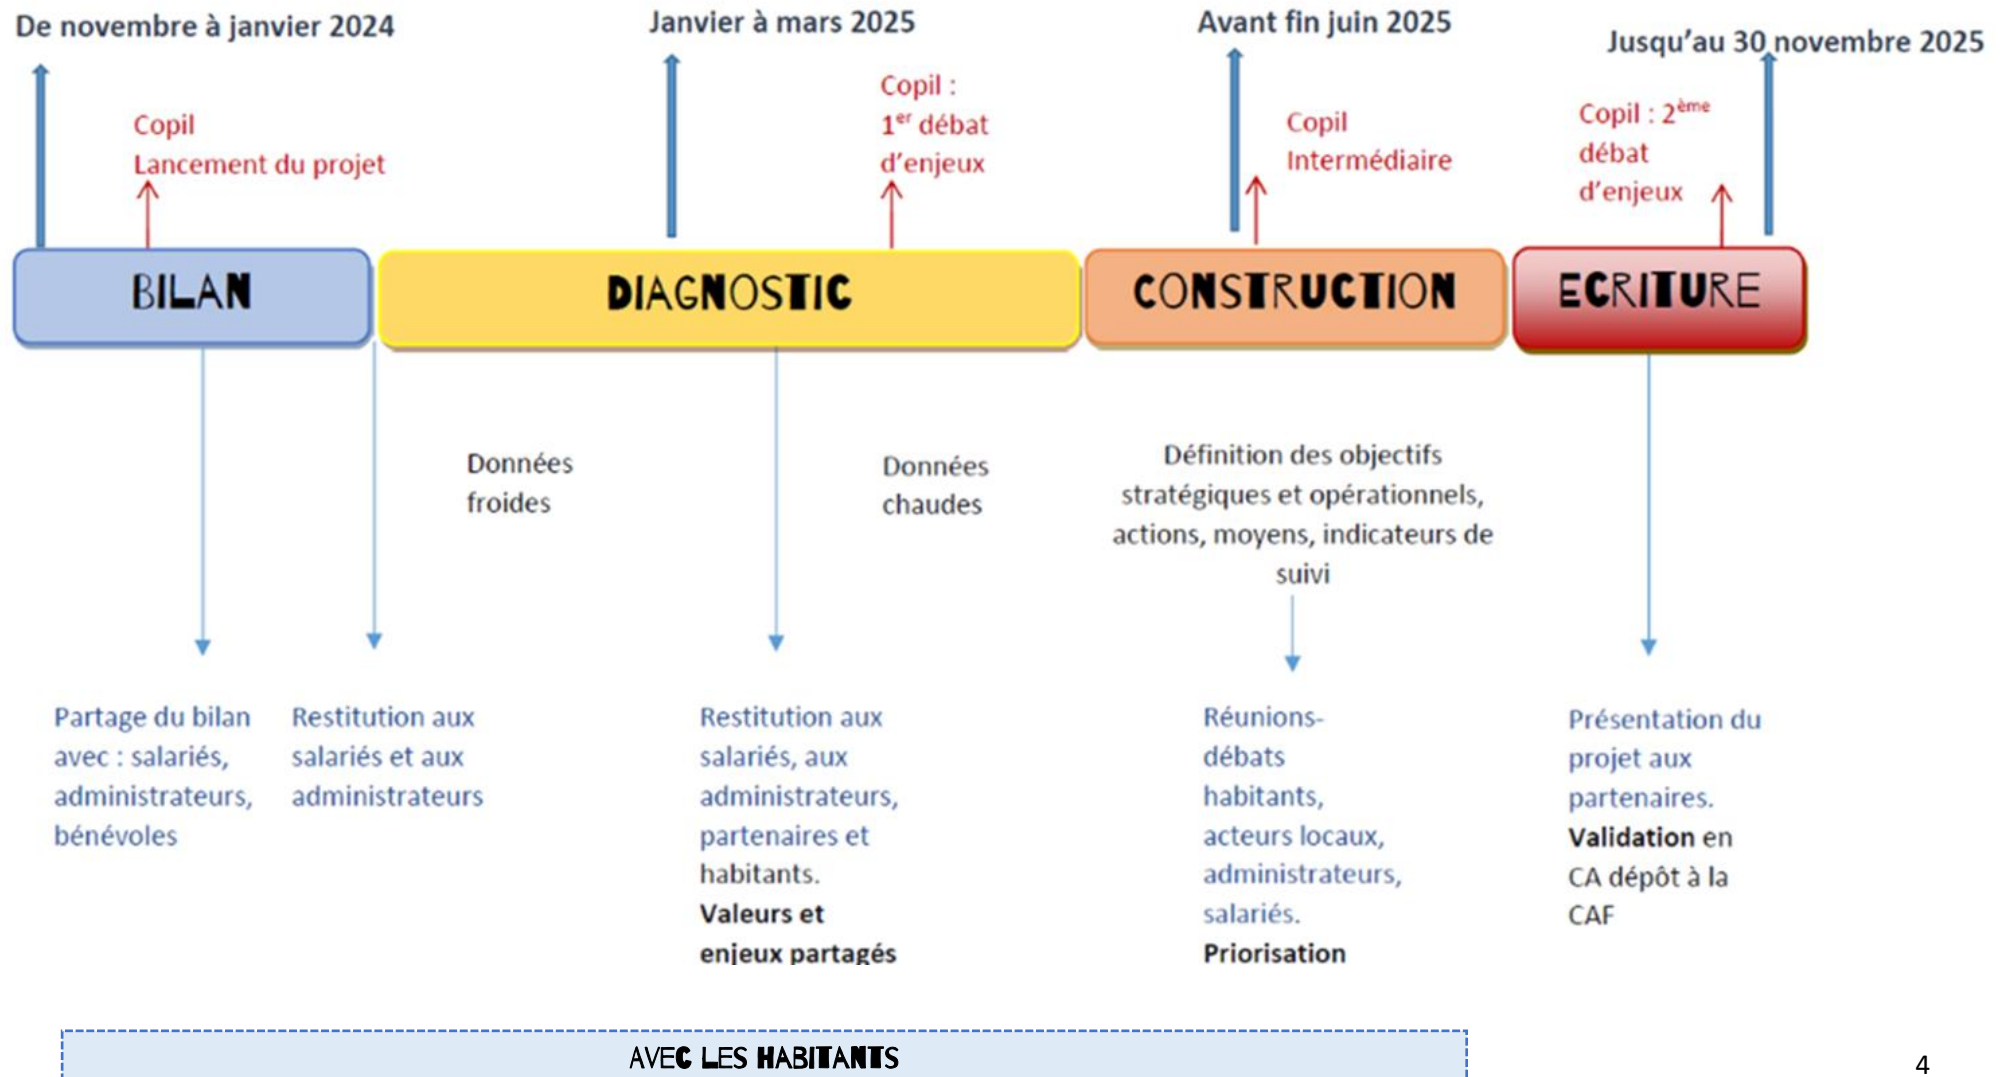 De novembre à janvier 2024
Janvier à mars 2025
Avant fin juin 2025
Jusqu'au 30 novembre 2025
Copil
Lancement du projet
Copil :
1er débat
d'enjeux
Copil
Intermédiaire
Copil : 2ème
débat
d'enjeux
BILAN
DIAGNOSTIC
CONSTRUCTION
ECRITURE
Données
froides
Données
chaudes
Définition des objectifs
stratégiques et opérationnels,
actions, moyens, indicateurs de
suivi
Partage du bilan
avec : salariés,
administrateurs,
bénévoles
Restitution aux
salariés et aux
administrateurs
Restitution aux
salariés, aux
administrateurs,
partenaires et
habitants.
Valeurs et
enjeux partagés
Réunions-
débats
habitants,
acteurs locaux,
administrateurs,
salariés.
Priorisation
Présentation du
projet aux
partenaires.
Validation en
CA dépôt à la
CAF
AVEC LES HABITANTS
4